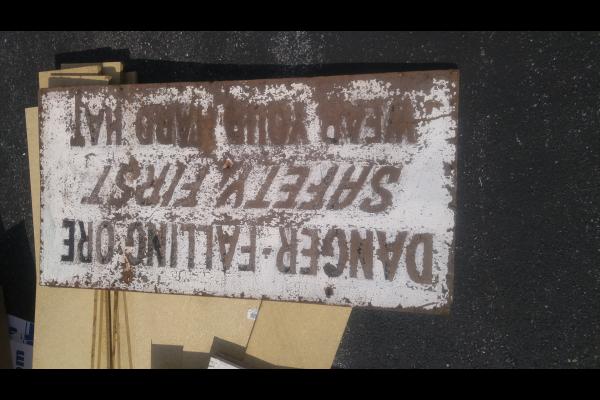 DANGER-FALLING ORE
SAFETY FIRST
WEAR YOUR HARD HAT